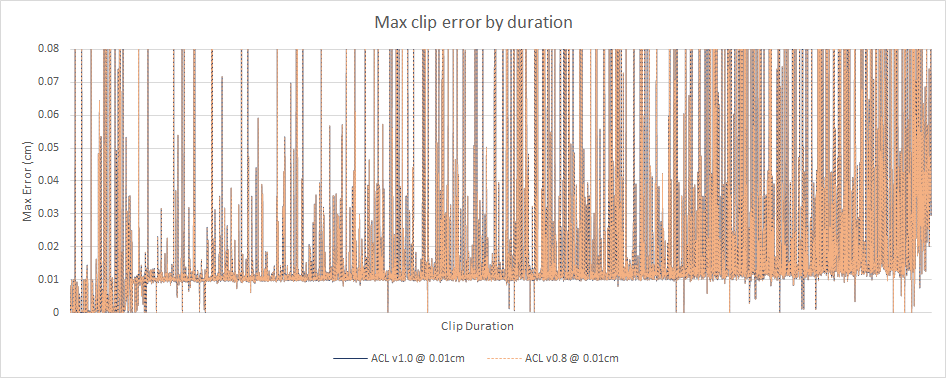 Max clip error by duration
0.08
0.07
0.06
0.05
0.04
0.03
0.02
0.01
0
Max Error (cm)
Clip Duration
ACL v1.0 @ 0.01cm ACL v0.8 @ 0.01cm